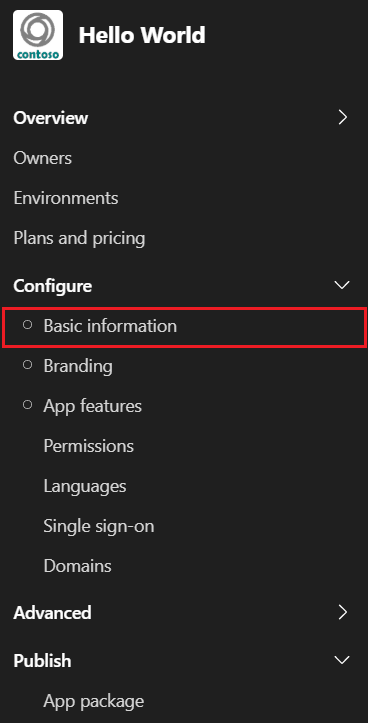 contoso
Hello World
Overview
Owners
Environments
Plans and pricing
Configure
Basic information
Branding
App features
Permissions
Languages
Single sign-on
Domains
Advanced
Publish
App package